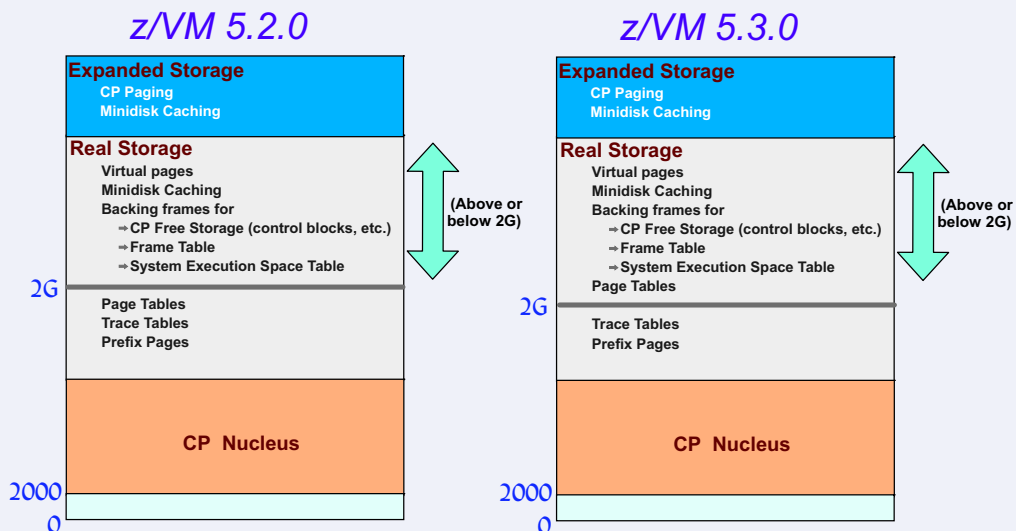 z/VM 5.2.0
Expanded Storage
CP Paging
Minidisk Caching
Real Storage
Virtual pages
Minidisk Caching
Backing frames for
⇒CP Free Storage (control blocks, etc.)
⇒Frame Table
⇒System Execution Space Table
(Above or
below 2G)
2G
Page Tables
Trace Tables
Prefix Pages
CP Nucleus
2000
0
z/VM 5.3.0
Expanded Storage
CP Paging
Minidisk Caching
Real Storage
Virtual pages
Minidisk Caching
Backing frames for
⇒CP Free Storage (control blocks, etc.)
⇒Frame Table
⇒System Execution Space Table
Page Tables
(Above or
below 2G)
2G
Trace Tables
Prefix Pages
CP Nucleus
2000
0